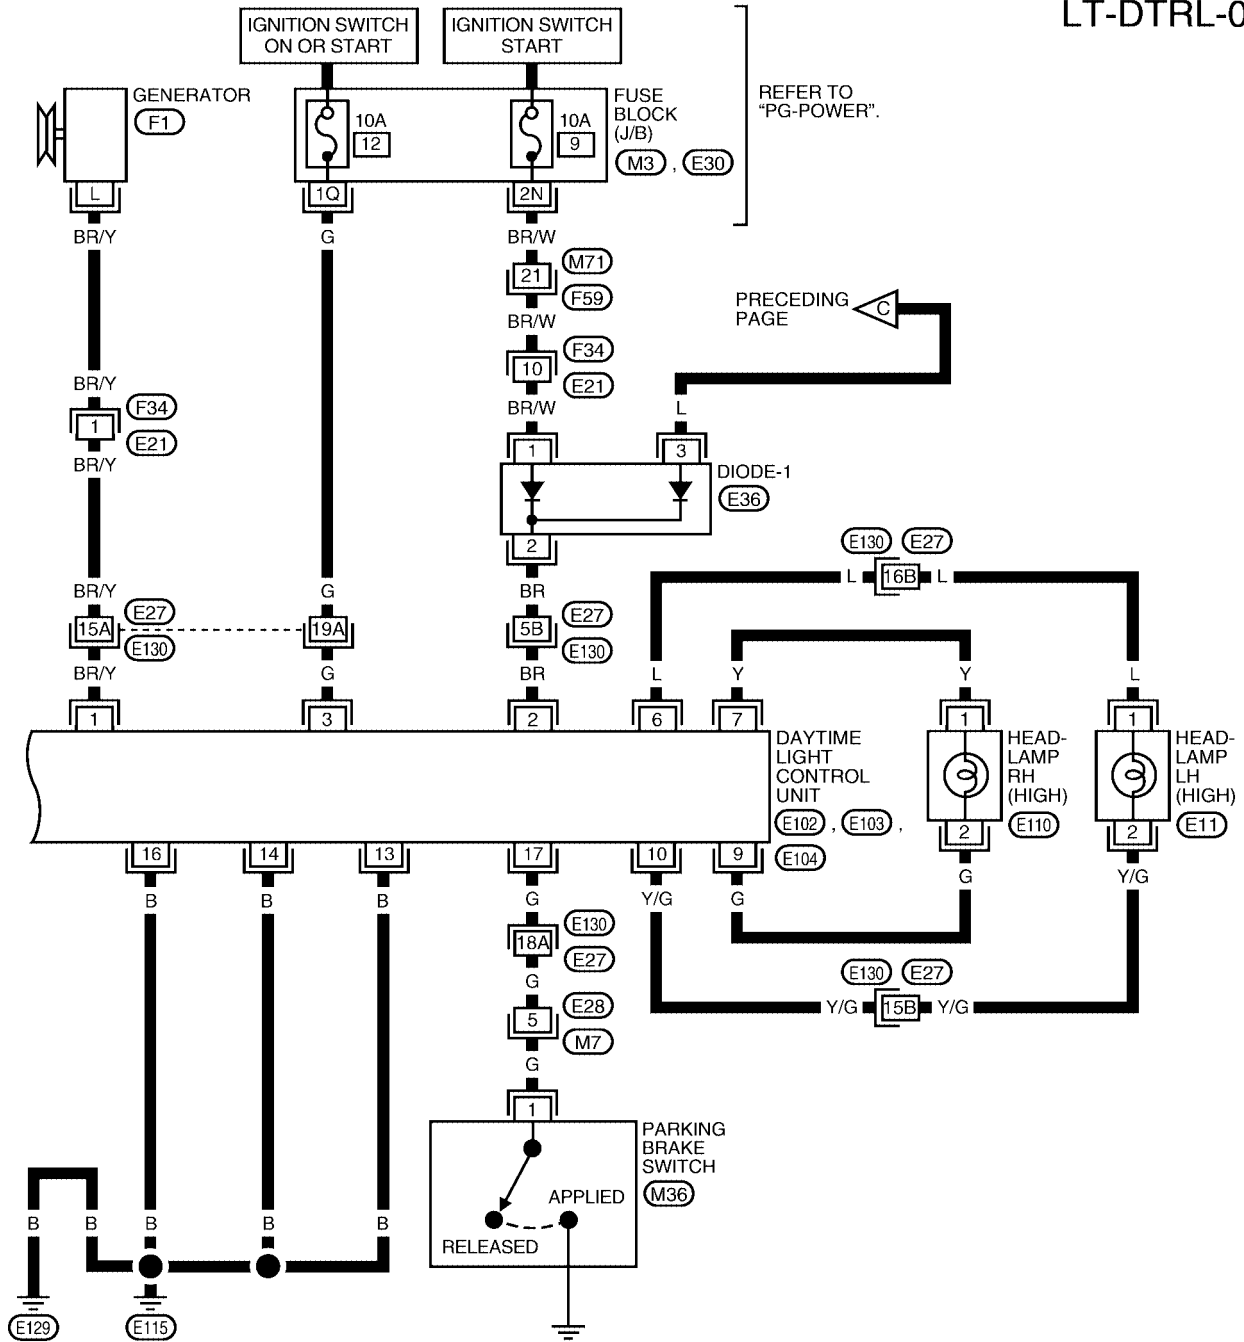 LT-DTRL-0
IGNITION SWITCH
ON OR START
IGNITION SWITCH
START
GENERATOR
F1
10A
12
10A
9
FUSE
BLOCK
(J/B)
M3 , E30
REFER TO
“PG-POWER”.
L
1Q
2N
BR/Y
G
BR/W
21
M71
F59
BR/W
PRECEDING
PAGE
C
10
F34
E21
BR/Y
BR/W
L
1
F34
E21
BR/Y
1
3
DIODE-1
E36
2
E130
E27
L
16B
L
BR/Y
G
BR
15A
E27
E130
19A
5B
E27
E130
BR/Y
G
BR
L
Y
Y
L
1
3
2
6
7
1
1
DAYTIME
LIGHT
CONTROL
UNIT
E102 , E103 ,
E104
HEAD-
LAMP
RH
(HIGH)
E110
HEAD-
LAMP
LH
(HIGH)
E11
2
2
16
14
13
17
10
9
B
B
B
G
Y/G
G
G
Y/G
18A
E130
E27
G
E130
E27
Y/G
15B
Y/G
5
E28
M7
G
1
PARKING
BRAKE
SWITCH
M36
APPLIED
RELEASED
B
B
B
B
B
E129
E115